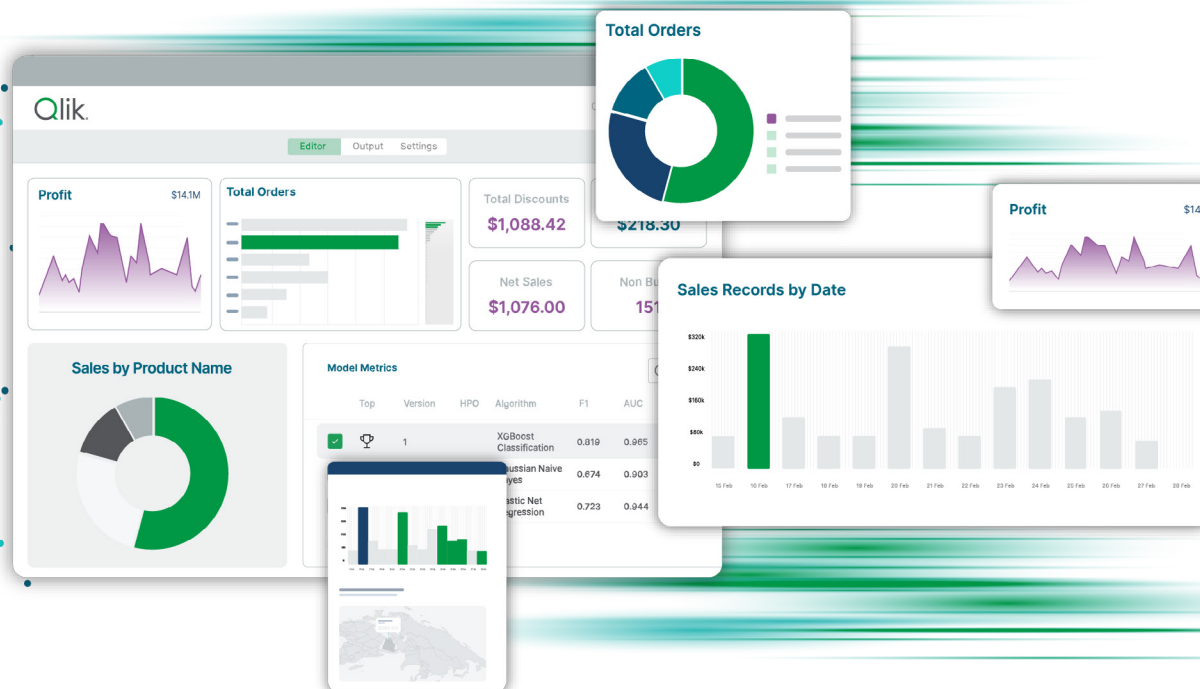 Total Orders
Qlik
Editor
Output
Settings
Profit
$14.1M
Total Orders
Total Discounts
$1,088.42
$218.30
Net Sales
$1,076.00
Non Bu
151
Profit
$14
Sales Records by Date
$320k
$240k
$160k
$80k
$0
15 Feb
16 Feb
17 Feb
18 Feb
19 Feb
20 Feb
21 Feb
22 Feb
23 Feb
24 Feb
25 Feb
26 Feb
27 Feb
28 Feb
Sales by Product Name
Model Metrics
Top
Version
HPO
Algorithm
F1
AUC
1
XGBoost
Classification
0.819
0.965
aussian Naive
yes
0.674
0.903
astic Net
egression
0.723
0.944